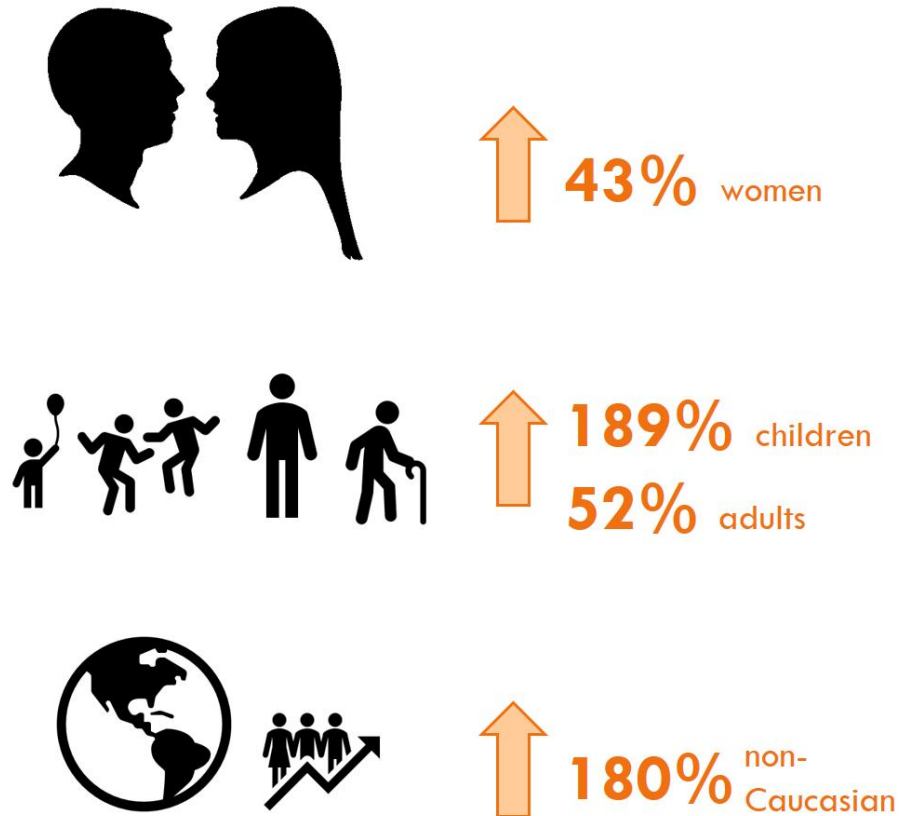 43% women
189% children
52% adults
180% non-
Caucasian